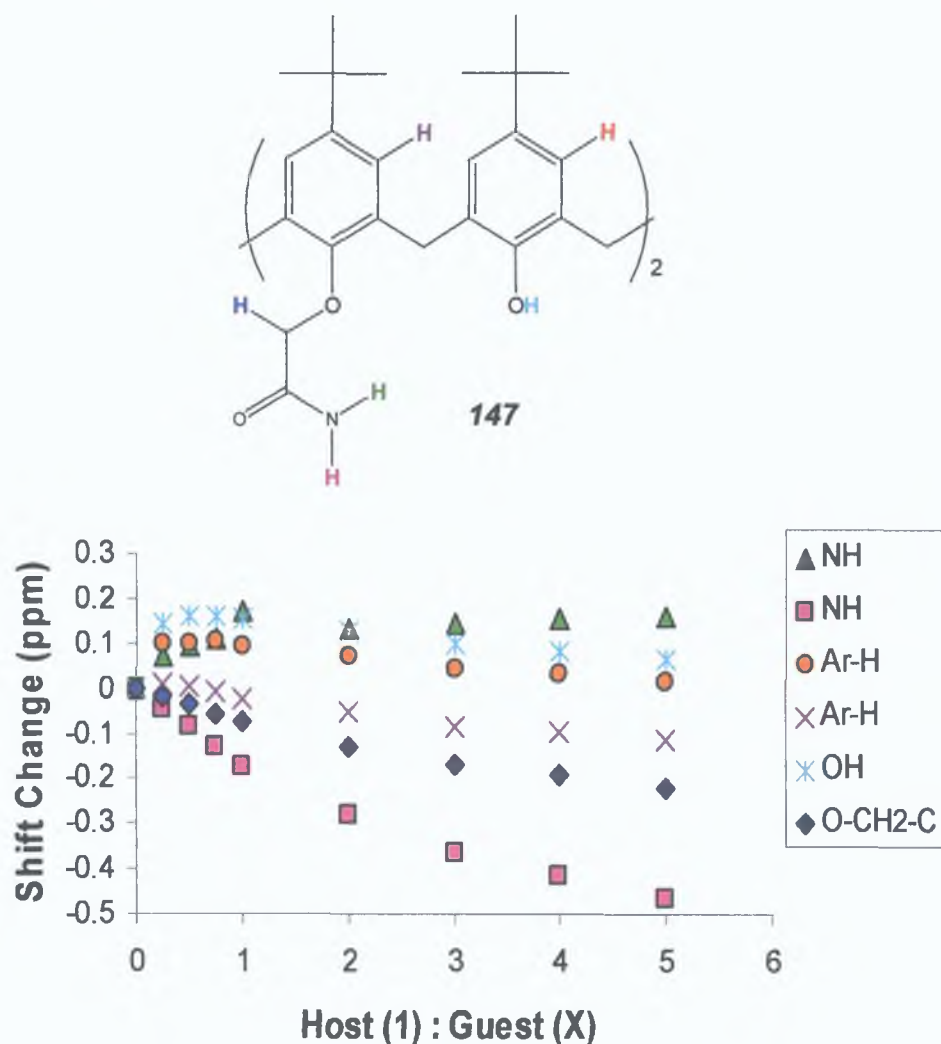 H
H
2
H
O
OH
O
N
H
H
147
Shift Change (ppm)
0.3
0.2
0.1
0
-0.1
-0.2
-0.3
-0.4
-0.5
0 1 2 3 4 5 6
Host (1) : Guest (X)
NH
NH
Ar-H
Ar-H
OH
O-CH2-C